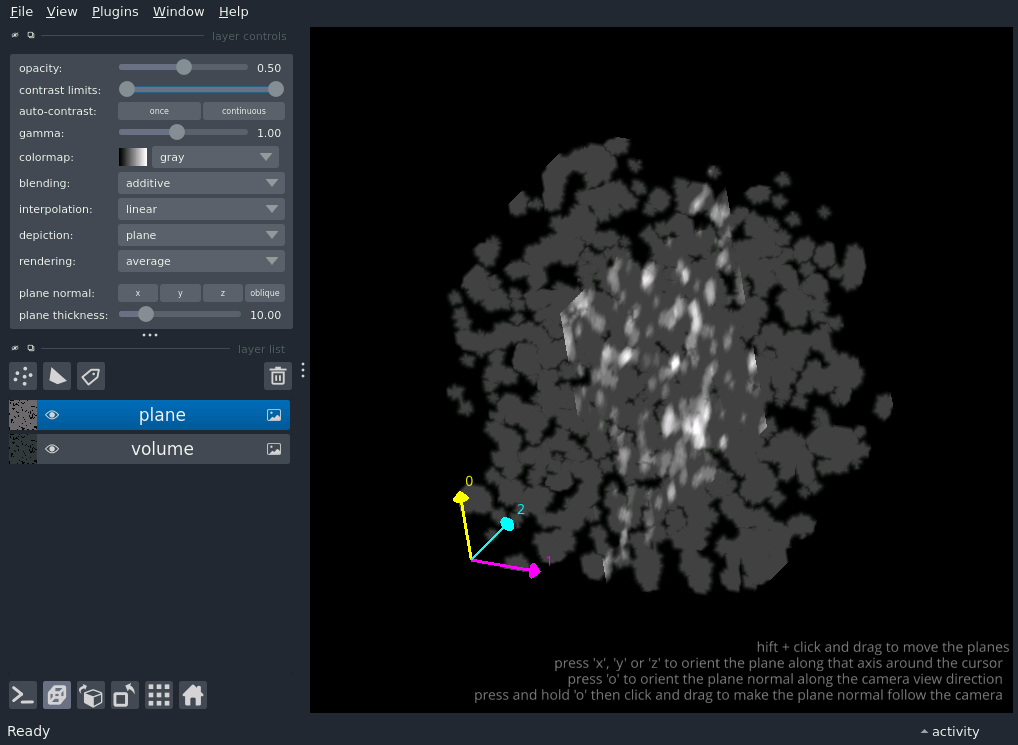 File View Plugins Window Help
layer controls
opacity: 0.50
contrast limits:
auto-contrast: once continuous
gamma: 1.00
colormap: gray
blending: additive
interpolation: linear
depiction: plane
rendering: average
plane normal: x y z oblique
plane thickness: 10.00
layer list
plane
volume
0
2
1
hift + click and drag to move the planes
press 'x', 'y' or 'z' to orient the plane along that axis around the cursor
press 'o' to orient the plane normal along the camera view direction
press and hold 'o' then click and drag to make the plane normal follow the camera
Ready activity